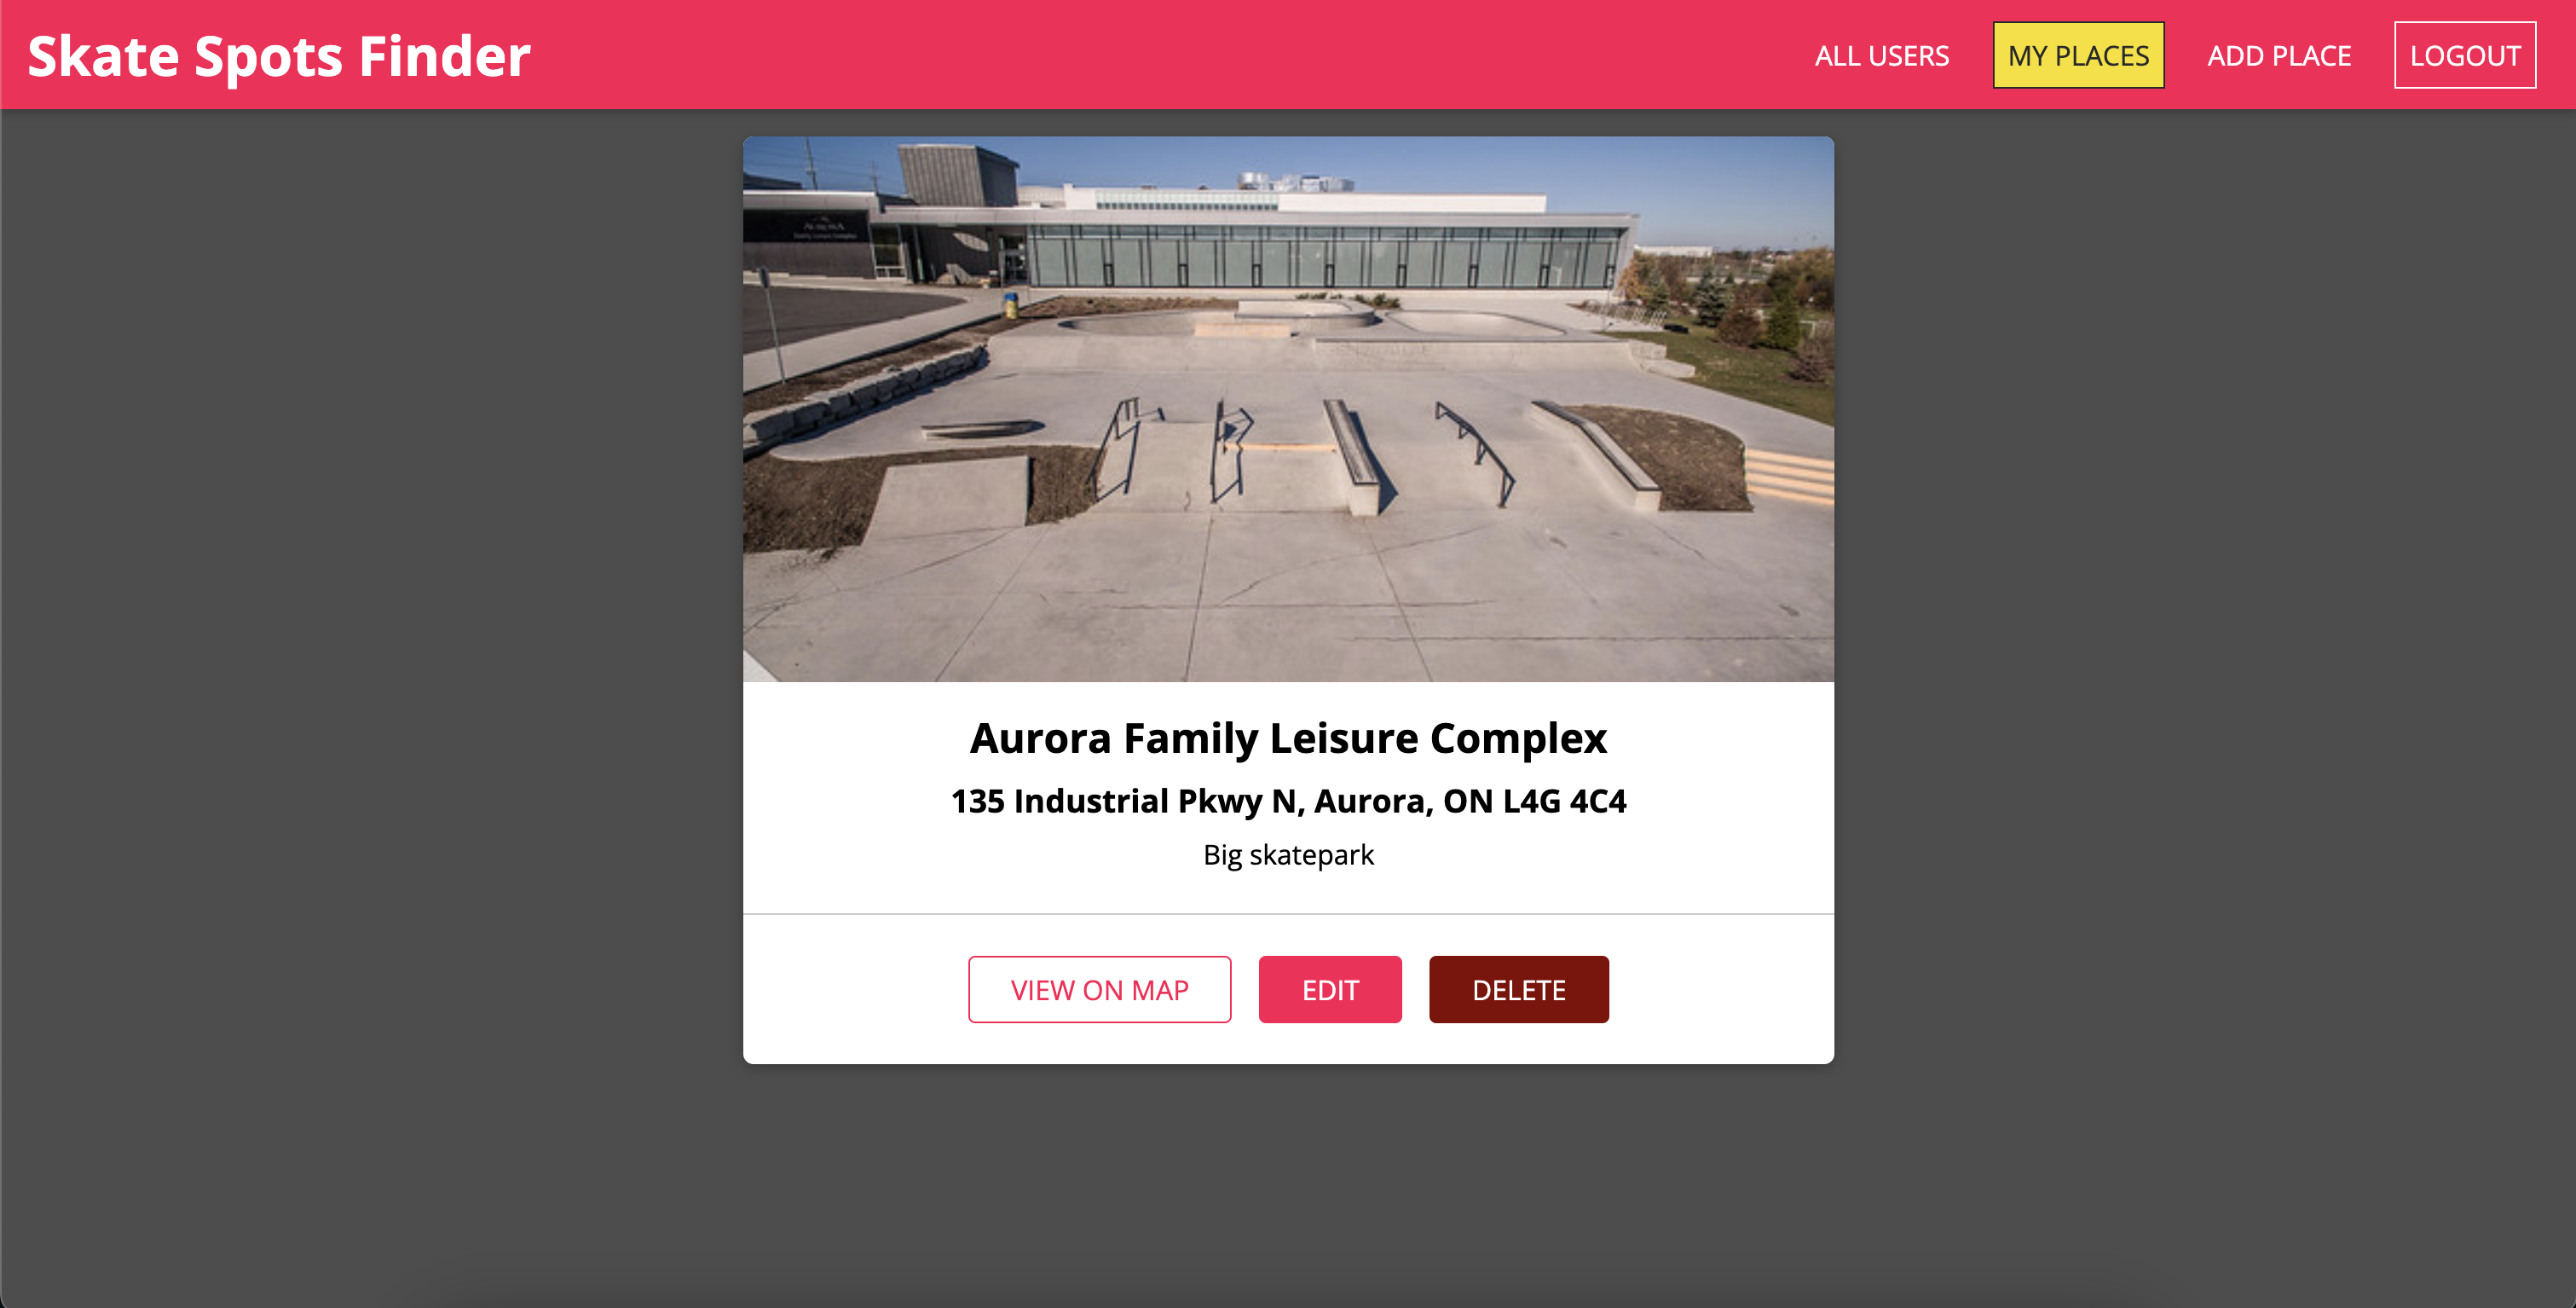 Skate Spots Finder
ALL USERS
MY PLACES
ADD PLACE
LOGOUT
AURORA
Aurora Family Leisure Complex
135 Industrial Pkwy N, Aurora, ON L4G 4C4
Big skatepark
VIEW ON MAP
EDIT
DELETE